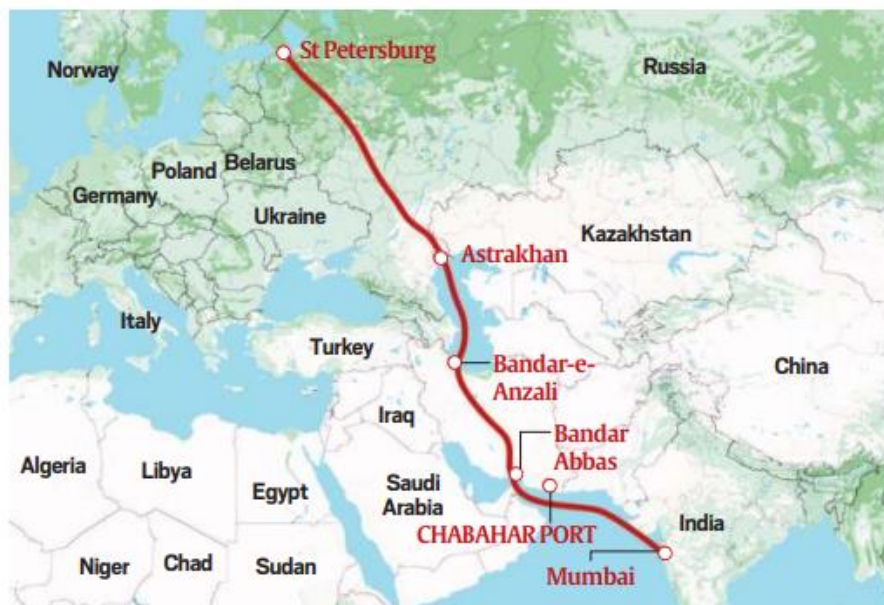 St Petersburg
Norway
Russia
Poland
Belarus
Germany
Ukraine
Kazakhstan
Astrakhan
Italy
Turkey
Bandar-e-
Anzali
China
Iraq
Bandar
Abbas
Algeria
Libya
Egypt
Saudi
Arabia
CHABAHAR PORT
India
Niger
Chad
Sudan
Mumbai